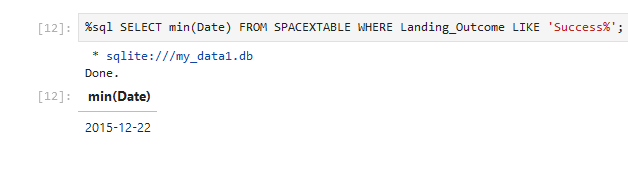 [12]: %sql SELECT min(Date) FROM SPACEXTABLE WHERE Landing_Outcome LIKE 'Success%';
* sqlite:///my_data1.db
Done.
[12]: min(Date)
2015-12-22